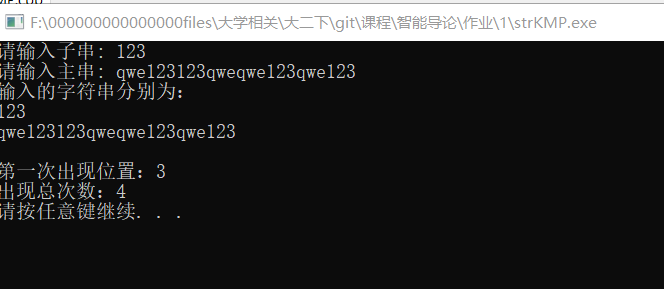 F:\000000000000000files\大学相关\大二下\git\课程\智能导论\作业\1\strKMP.exe
请输入子串: 123
请输入主串: qwe123123qweqwe123qwe123
输入的字符串分别为:
123
qwe123123qweqwe123qwe123
第一次出现位置: 3
出现总次数: 4
请按任意键继续. . .